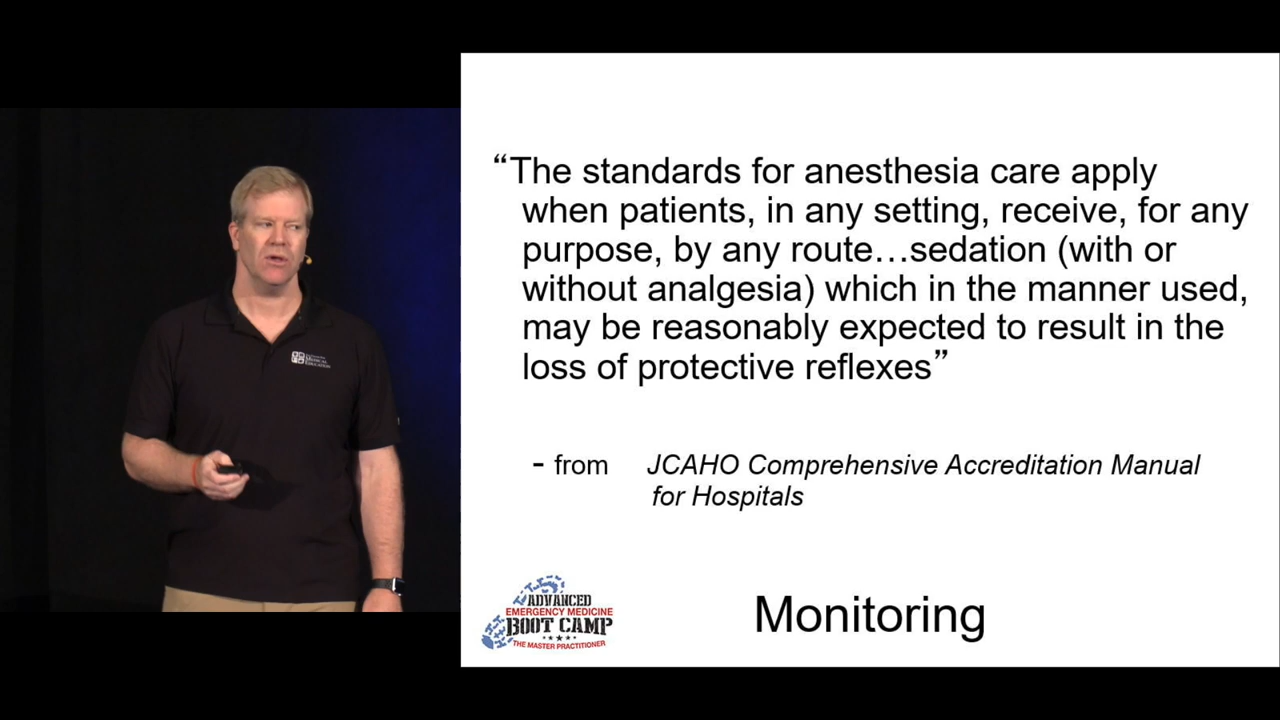 “The standards for anesthesia care apply
when patients, in any setting, receive, for any
purpose, by any route…sedation (with or
without analgesia) which in the manner used,
may be reasonably expected to result in the
loss of protective reflexes”
- from JCAHO Comprehensive Accreditation Manual
for Hospitals
ADVANCED
EMERGENCY MEDICINE
BOOT CAMP
THE MASTER PRACTITIONER
Monitoring
MEDICAL
EDUCATION